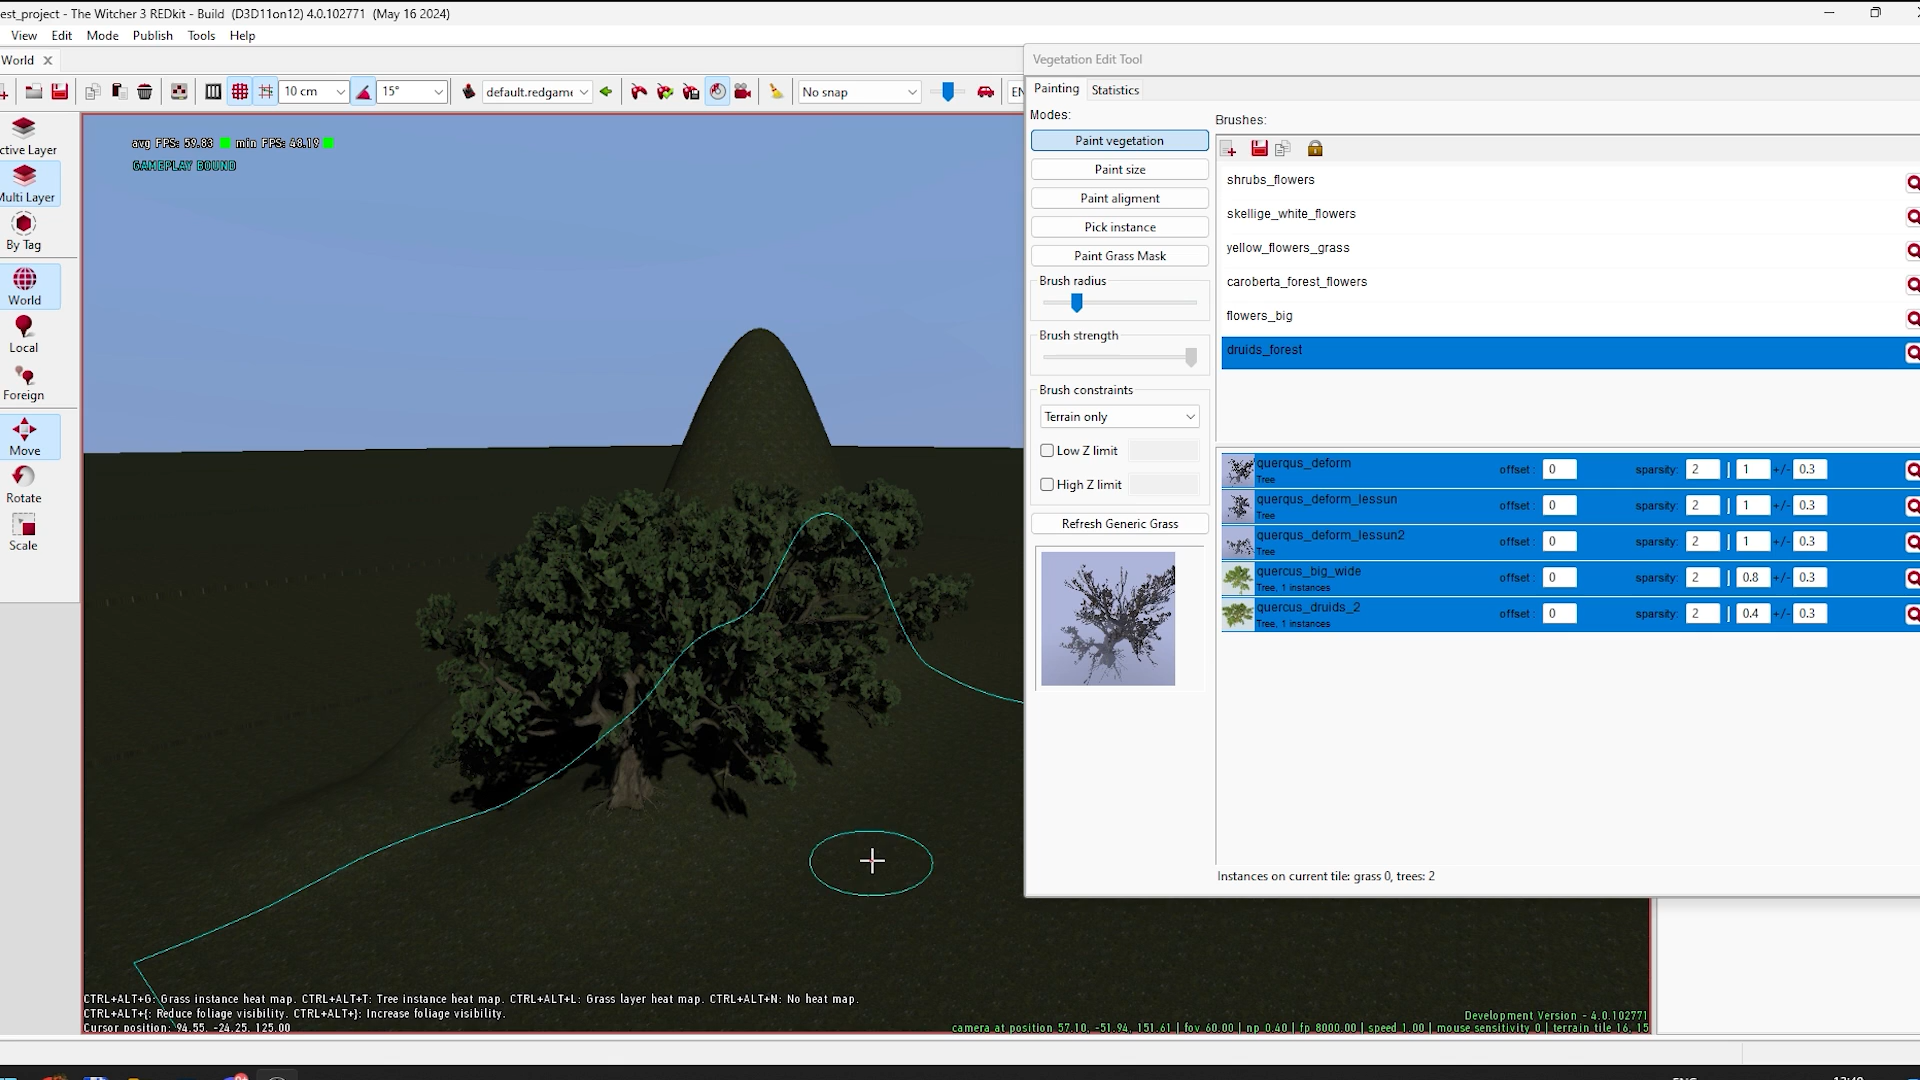 est_project - The Witcher 3 REDkit - Build (D3D11on12) 4.0.102771 (May 16 2024)
View Edit Mode Publish Tools Help
World
10 cm
15°
default.redgame
No snap
EN
ctive Layer
Multi Layer
By Tag
World
Local
Foreign
Move
Rotate
Scale
avg FPS: 59.83 min FPS: 48.19
GAMEPLAY BOUND
Vegetation Edit Tool
Painting
Statistics
Modes:
Paint vegetation
Paint size
Paint aligment
Pick instance
Paint Grass Mask
Brush radius
Brush strength
Brush constraints
Terrain only
Low Z limit
High Z limit
Refresh Generic Grass
Brushes:
shrubs_flowers
skellige_white_flowers
yellow_flowers_grass
caroberta_forest_flowers
flowers_big
druids_forest
querqus_deform
Tree
offset: 0 sparsity: 2 | 1 +/- 0.3
querqus_deform_lessun
Tree
offset: 0 sparsity: 2 | 1 +/- 0.3
querqus_deform_lessun2
Tree
offset: 0 sparsity: 2 | 1 +/- 0.3
quercus_big_wide
Tree, 1 instances
offset: 0 sparsity: 2 | 0.8 +/- 0.3
quercus_druids_2
Tree, 1 instances
offset: 0 sparsity: 2 | 0.4 +/- 0.3
Instances on current tile: grass 0, trees: 2
CTRL+ALT+G: Grass instance heat map. CTRL+ALT+T: Tree instance heat map. CTRL+ALT+L: Grass layer heat map. CTRL+ALT+N: No heat map.
CTRL+ALT+{: Reduce foliage visibility. CTRL+ALT+}: Increase foliage visibility.
Cursor position: 94.55, -24.25, 125.00
Development Version - 4.0.102771
camera at position 57.10, -51.94, 151.61 | fov 60.00 | np 0.40 | fp 8000.00 | speed 1.00 | mouse sensitivity 0 | terrain tile 16, 15